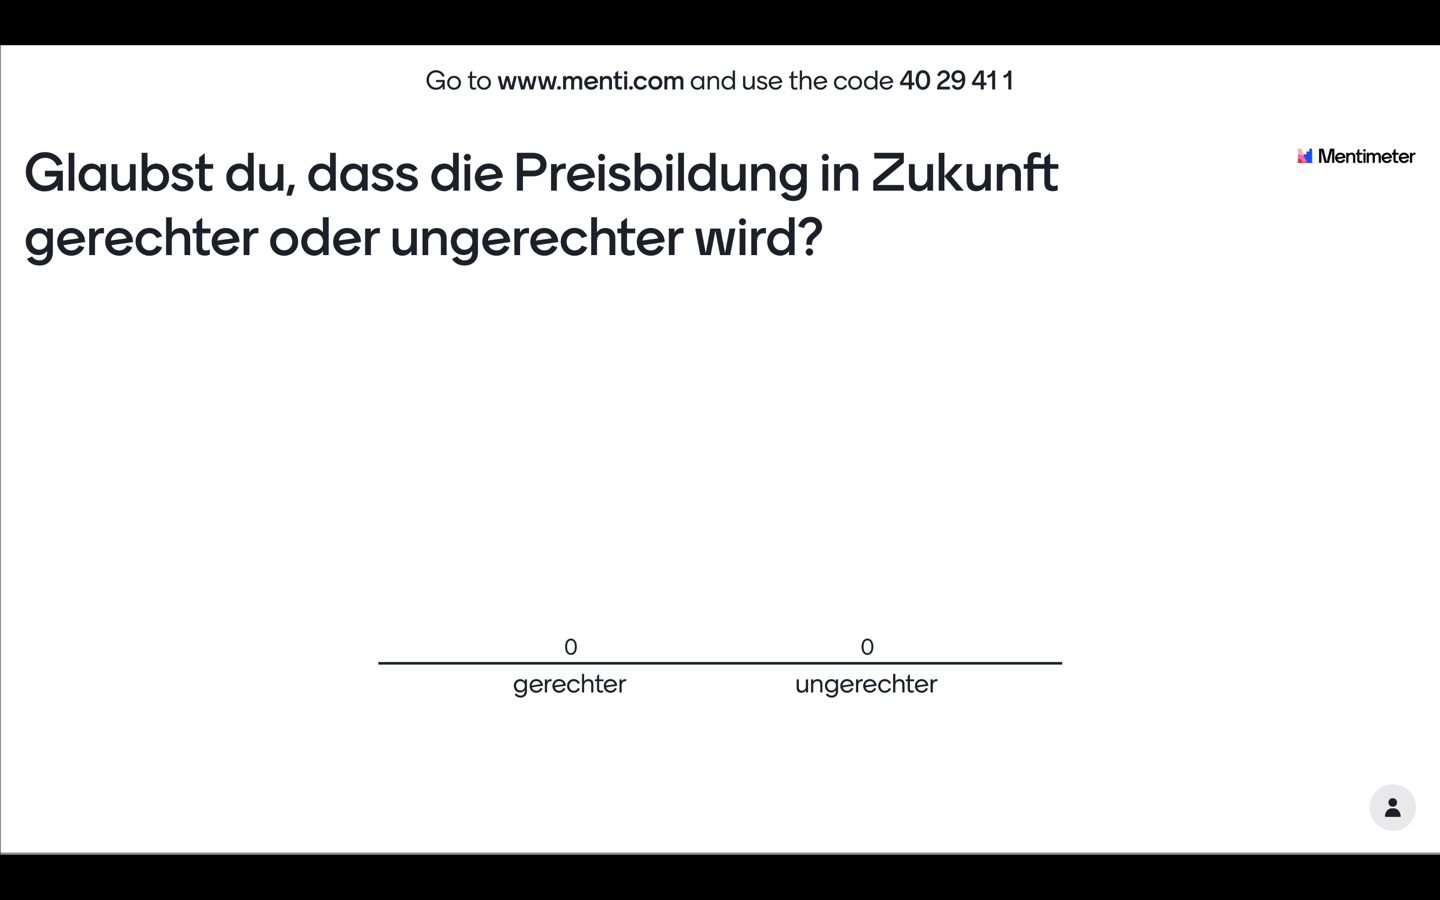 Go to www.menti.com and use the code 40 29 41 1
Glaubst du, dass die Preisbildung in Zukunft
gerechter oder ungerechter wird?
Mentimeter
0 0
gerechter ungerechter